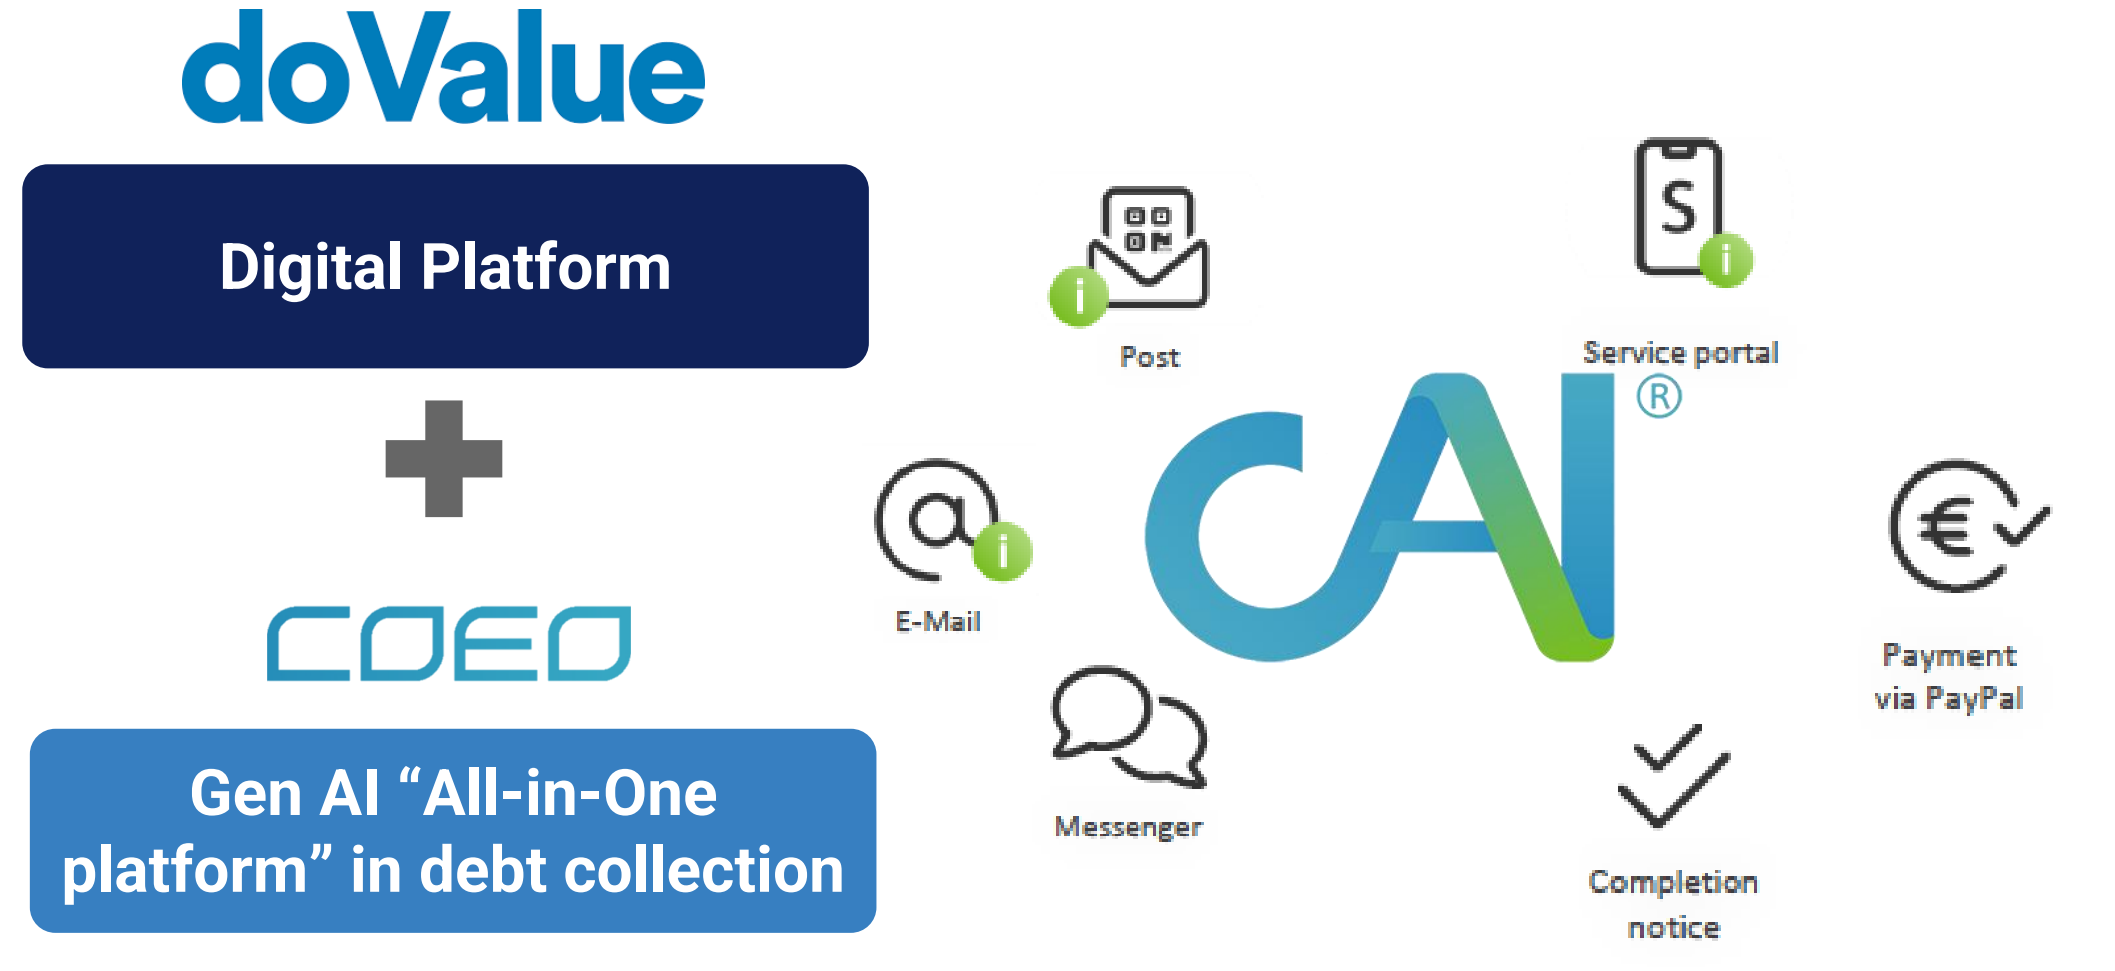 doValue
Digital Platform
COEO
Gen AI “All-in-One
platform” in debt collection
Post
Service portal
S
i
i
CAI®
@
i
E-Mail
€
Payment
via PayPal
Messenger
Completion
notice